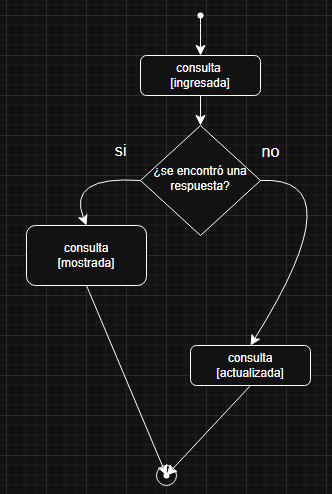 consulta
[ingresada]
si
no
¿se encontró una
respuesta?
consulta
[mostrada]
consulta
[actualizada]